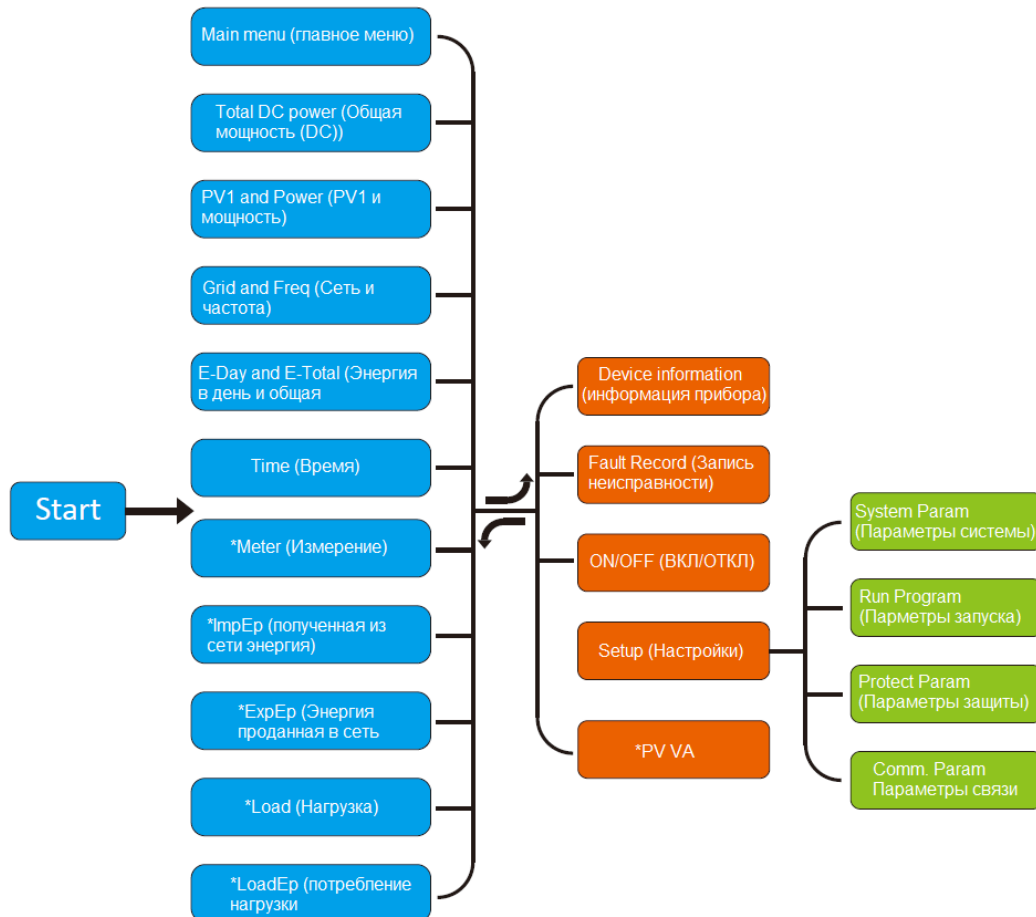 Main menu (главное меню)
Total DC power (Общая
мощность (DC))
PV1 and Power (PV1 и
мощность)
Grid and Freq (Сеть и
частота)
E-Day and E-Total (Энергия
в день и общая
Time (Время)
Start
*Meter (Измерение)
*ImpEp (полученная из
сети энергия)
*ExpEp (Энергия
проданная в сеть
*Load (Нагрузка)
*LoadEp (потребление
нагрузки
Device information
(информация прибора)
Fault Record (Запись
неисправности)
ON/OFF (ВКЛ/ОТКЛ)
Setup (Настройки)
*PV VA
System Param
(Параметры системы)
Run Program
(Парметры запуска)
Protect Param
(Параметры защиты)
Comm. Param
Параметры связи